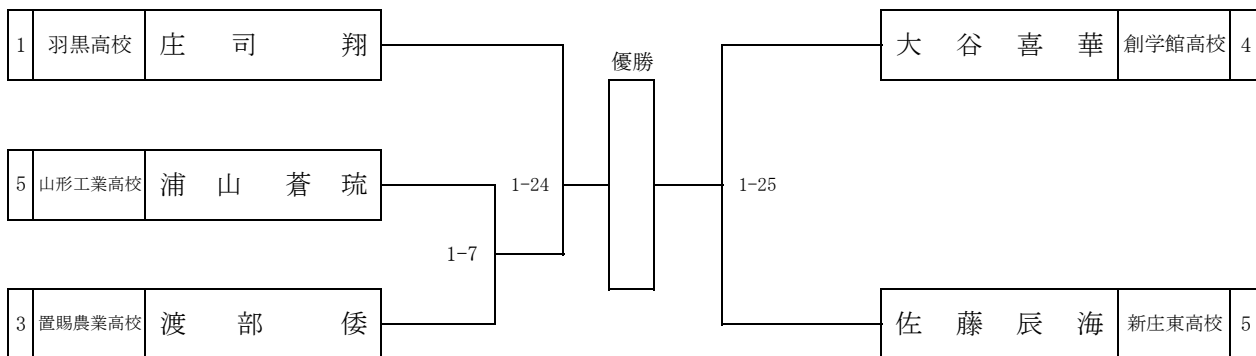 1 羽黒高校 庄司 翔
大谷喜華 創学館高校 4
優勝
5 山形工業高校 浦山蒼琉
1-24
1-25
1-7
3 置賜農業高校 渡部 倭
佐藤辰海 新庄東高校 5